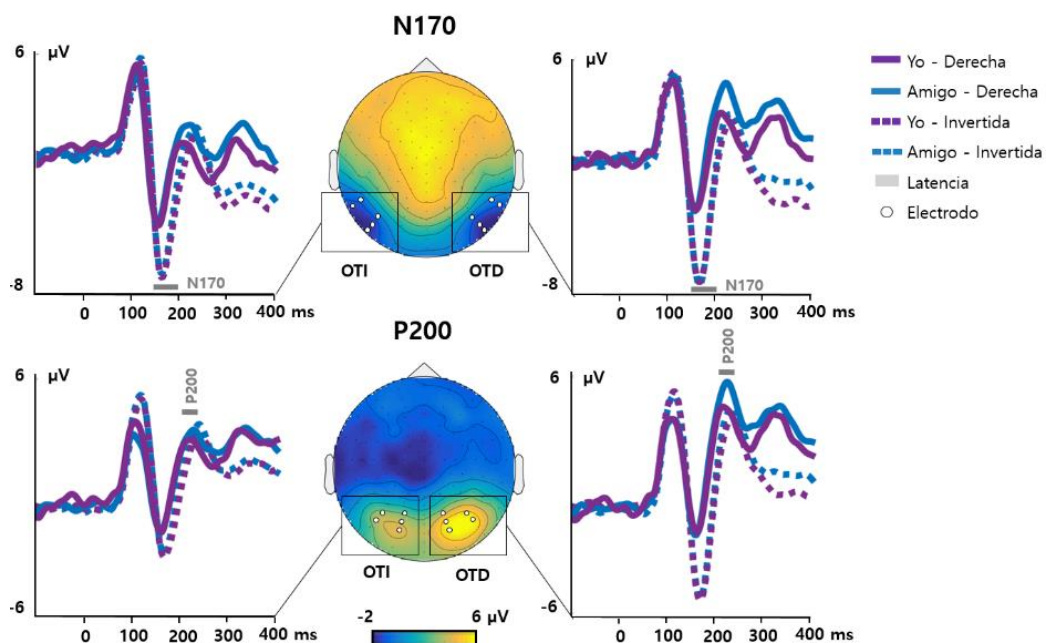 N170
6 μV
-8
N170
0 100 200 300 400 ms
OTI OTD
6 μV
-8
N170
0 100 200 300 400 ms
Yo - Derecha
Amigo - Derecha
Yo - Invertida
Amigo - Invertida
Latencia
Electrodo
P200
6 μV
P200
-6
0 100 200 300 400 ms
OTI OTD
-2 6 μV
6 μV
P200
-6
0 100 200 300 400 ms